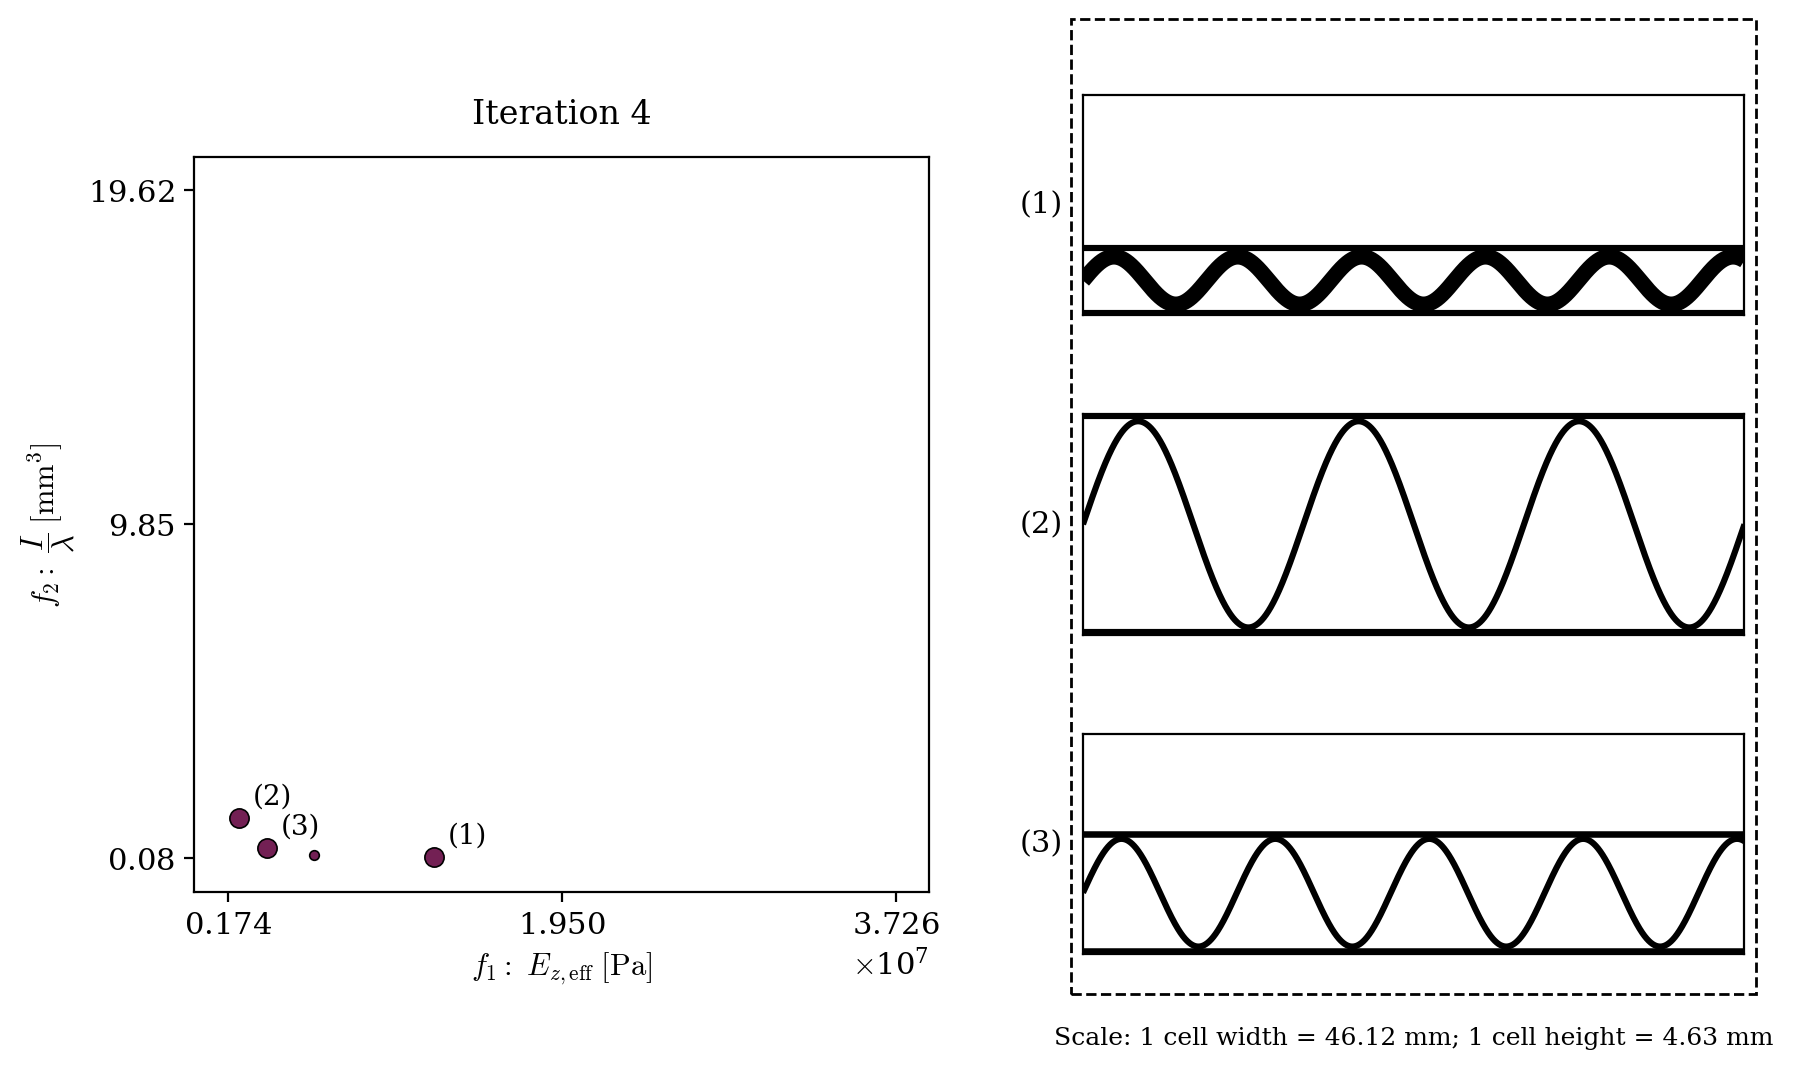 Iteration 4
19.62
9.85
0.08
f₂ : I/λ [mm³]
(2)
(3)
(1)
0.174 1.950 3.726
f₁ : E_z,eff [Pa] ×10⁷
(1)
(2)
(3)
Scale: 1 cell width = 46.12 mm; 1 cell height = 4.63 mm